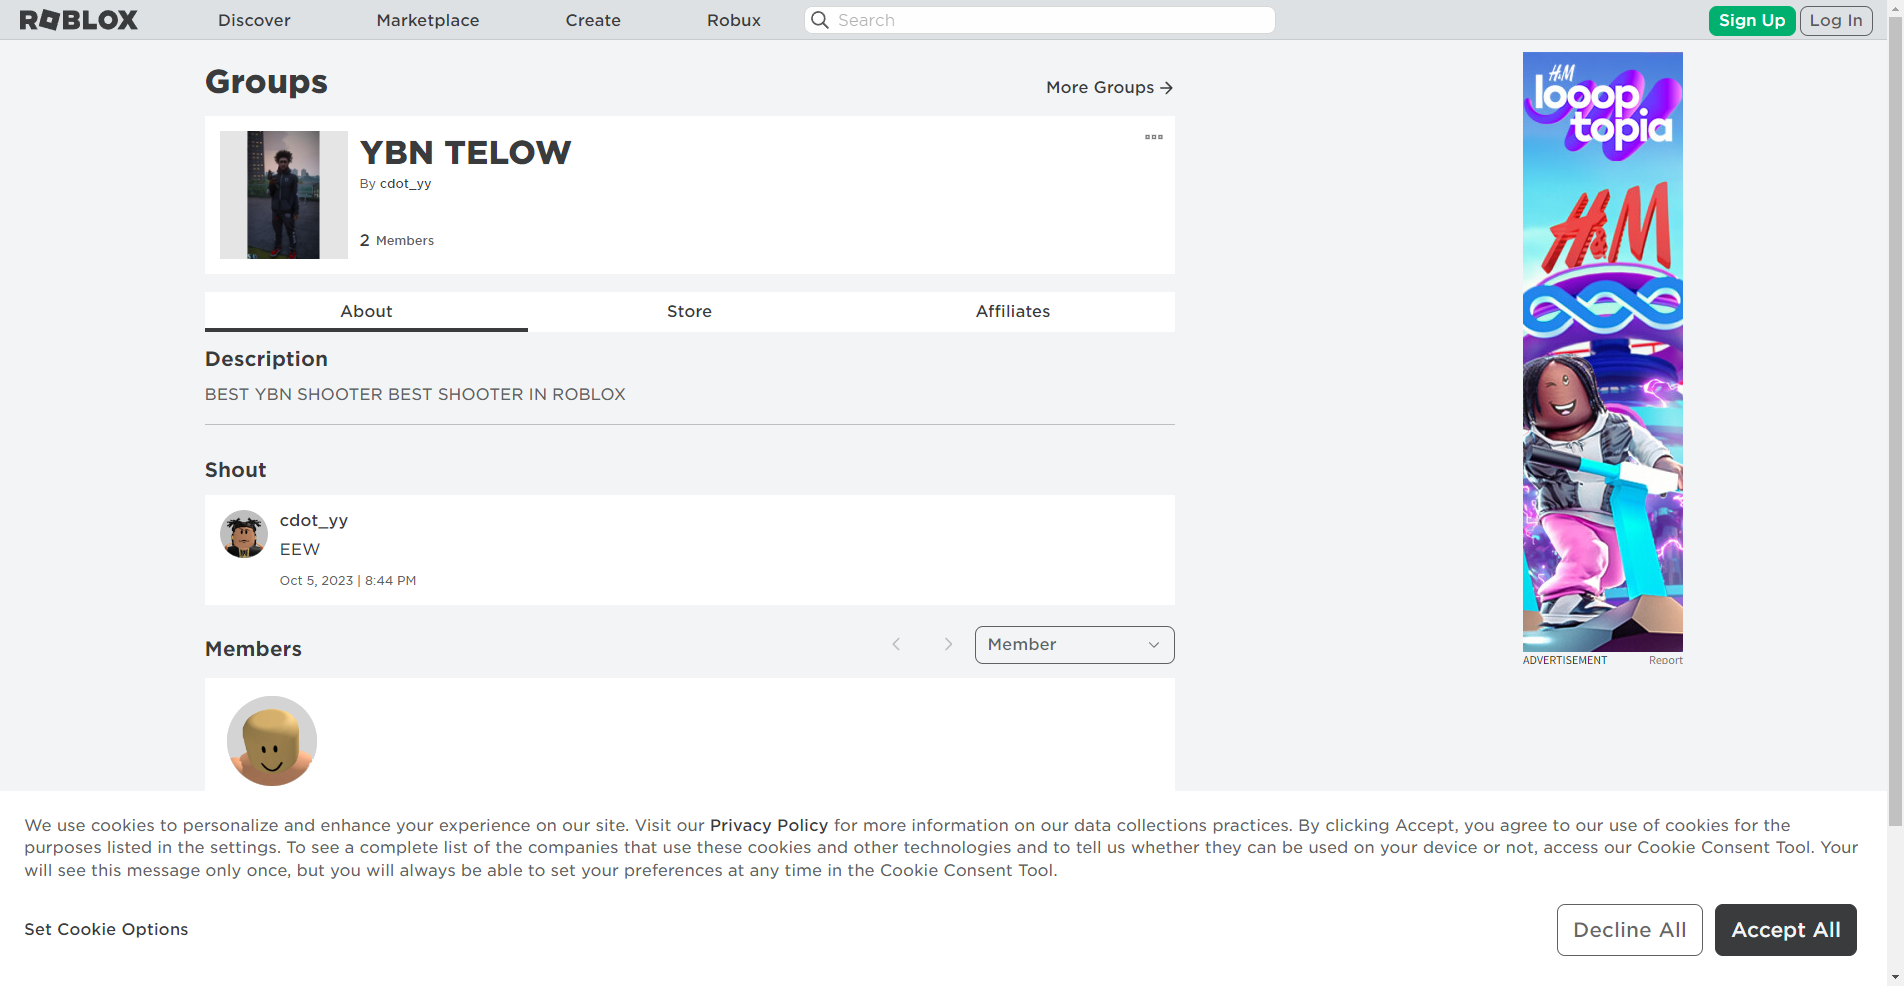 ROBLOX
Discover
Marketplace
Create
Robux
Search
Sign Up
Log In
Groups
More Groups →
YBN TELOW
By cdot_yy
2 Members
About
Store
Affiliates
Description
BEST YBN SHOOTER BEST SHOOTER IN ROBLOX
Shout
cdot_yy
EEW
Oct 5, 2023 | 8:44 PM
Members
Member
H&M
looop
topia
H&M
ADVERTISEMENT
Report
We use cookies to personalize and enhance your experience on our site. Visit our Privacy Policy for more information on our data collections practices. By clicking Accept, you agree to our use of cookies for the
purposes listed in the settings. To see a complete list of the companies that use these cookies and other technologies and to tell us whether they can be used on your device or not, access our Cookie Consent Tool. Your
will see this message only once, but you will always be able to set your preferences at any time in the Cookie Consent Tool.
Set Cookie Options
Decline All
Accept All